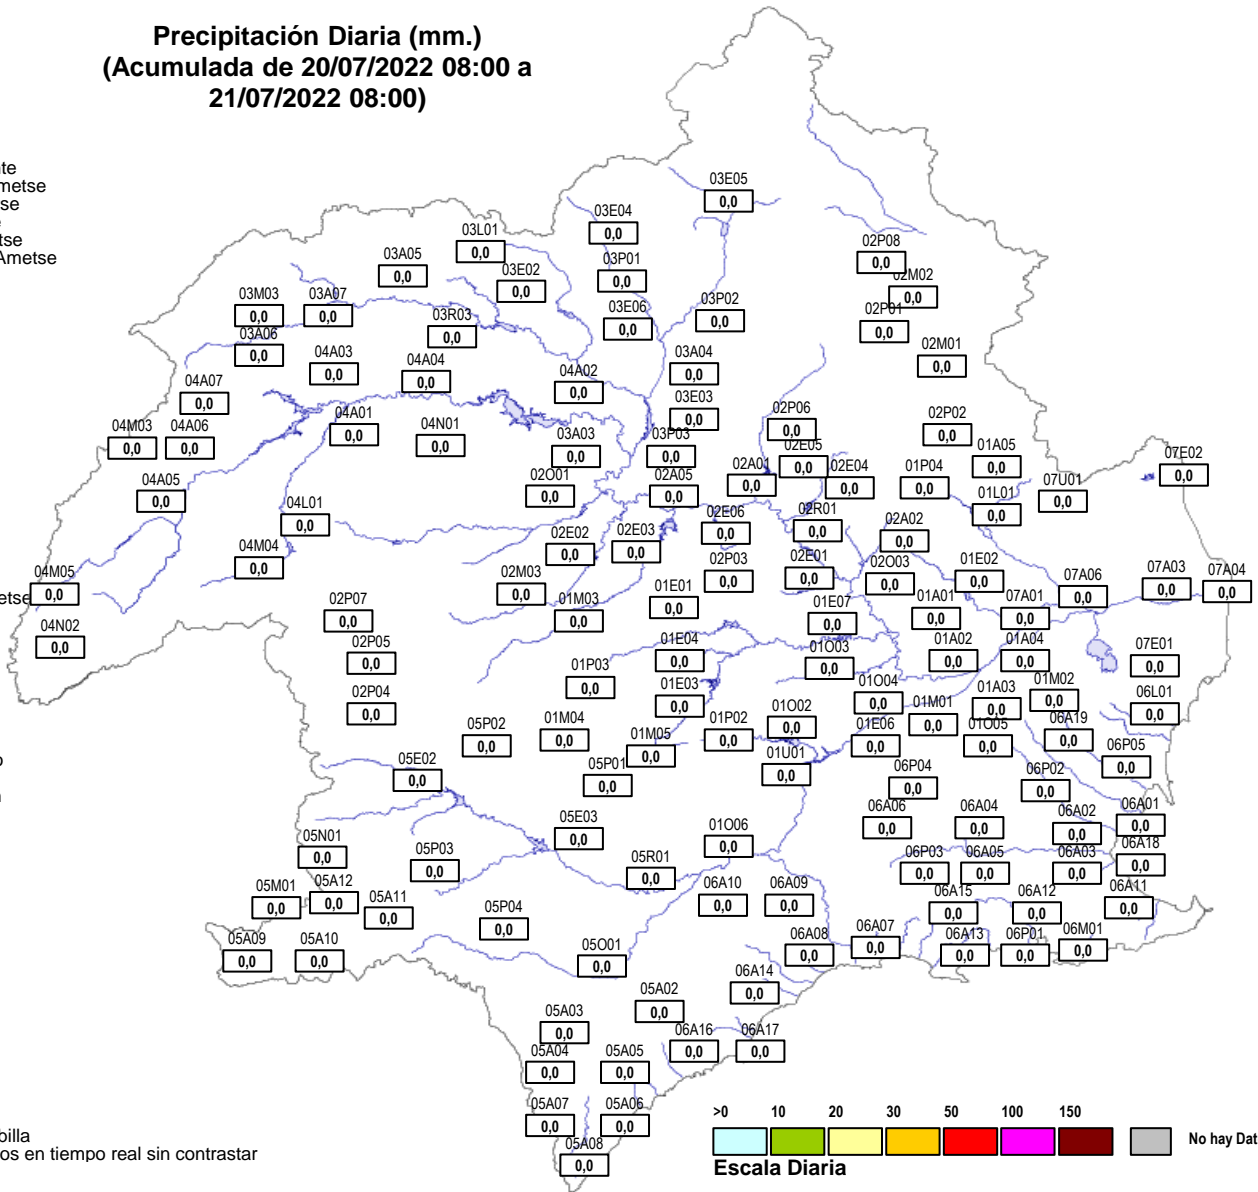 Precipitación Diaria (mm.)
(Acumulada de 20/07/2022 08:00 a
21/07/2022 08:00)
nte
metse
se
e
tse
Ametse
03E05
0,0
03E04
0,0
03L01
0,0
02P08
0,0
03A05
0,0
03P01
0,0
03E02
0,0
02M02
0,0
03M03
0,0
03A07
0,0
03P02
0,0
03R03
0,0
03E06
0,0
02P01
0,0
03A06
0,0
04A03
0,0
04A04
0,0
03A04
0,0
02M01
0,0
04A02
0,0
04A07
0,0
03E03
0,0
04A01
0,0
02P06
0,0
02P02
0,0
04M03
0,0
04A06
0,0
04N01
0,0
03A03
0,0
03P03
0,0
02E05
0,0
01A05
0,0
07E02
0,0
04A05
0,0
02O01
0,0
02A05
0,0
02A01
0,0
02E04
0,0
01P04
0,0
07U01
0,0
01L01
0,0
04L01
0,0
02E06
0,0
02R01
0,0
02A02
0,0
02E02
0,0
02E03
0,0
04M04
0,0
04M05
0,0
02M03
0,0
02P03
0,0
02E01
0,0
02O03
0,0
01E02
0,0
07A06
0,0
07A03
0,0
07A04
0,0
etse
02P07
0,0
01M03
0,0
01E01
0,0
01E07
0,0
01A01
0,0
07A01
0,0
04N02
0,0
02P05
0,0
01E04
0,0
01O03
0,0
01A02
0,0
01A04
0,0
07E01
0,0
01P03
0,0
01E03
0,0
01O04
0,0
01A03
0,0
01M02
0,0
06L01
0,0
02P04
0,0
05P02
0,0
01M04
0,0
01M05
0,0
01P02
0,0
01O02
0,0
01E06
0,0
01M01
0,0
01O05
0,0
06A19
0,0
06P05
0,0
o
05E02
0,0
05P01
0,0
01U01
0,0
06P04
0,0
06P02
0,0
05E03
0,0
01O06
0,0
06A06
0,0
06A04
0,0
06A02
0,0
06A01
0,0
05N01
0,0
05P03
0,0
05R01
0,0
06P03
0,0
06A05
0,0
06A03
0,0
06A18
0,0
05M01
0,0
05A12
0,0
05A11
0,0
06A10
0,0
06A09
0,0
06A15
0,0
06A12
0,0
06A11
0,0
05P04
0,0
05A09
0,0
05A10
0,0
05O01
0,0
06A08
0,0
06A07
0,0
06A13
0,0
06P01
0,0
06M01
0,0
06A14
0,0
05A02
0,0
05A03
0,0
06A16
0,0
06A17
0,0
05A04
0,0
05A05
0,0
05A07
0,0
05A06
0,0
05A08
0,0
billa
os en tiempo real sin contrastar
>0 10 20 30 50 100 150
No hay Dat
Escala Diaria